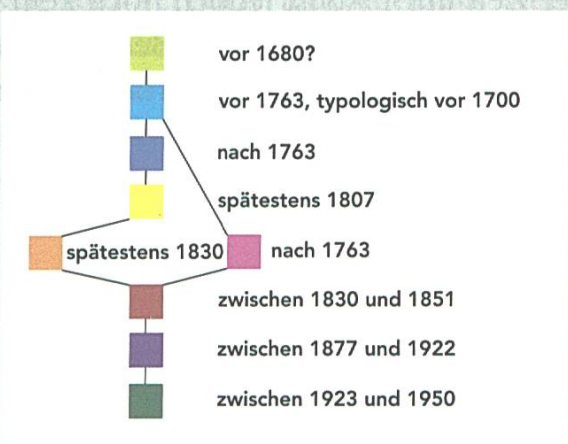 vor 1680?
vor 1763, typologisch vor 1700
nach 1763
spätestens 1807
spätestens 1830
nach 1763
zwischen 1830 und 1851
zwischen 1877 und 1922
zwischen 1923 und 1950